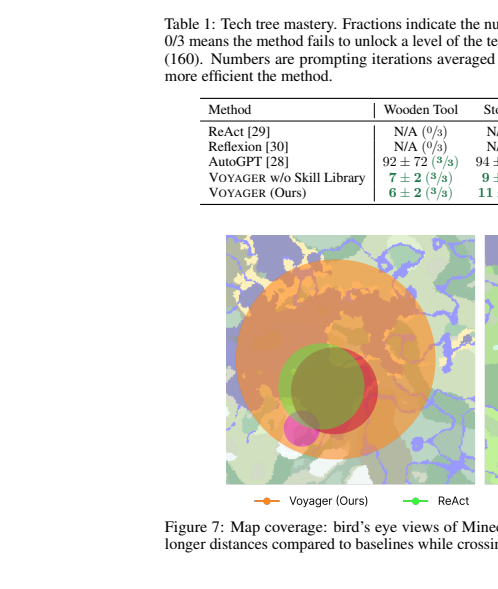 Table 1: Tech tree mastery. Fractions indicate the nu
0/3 means the method fails to unlock a level of the te
(160). Numbers are prompting iterations averaged
more efficient the method.
Method Wooden Tool Sto
ReAct [29] N/A (0/3) N/
Reflexion [30] N/A (0/3) N/
AutoGPT [28] 92 ± 72 (3/3) 94 ±
VOYAGER w/o Skill Library 7 ± 2 (3/3) 9 ±
VOYAGER (Ours) 6 ± 2 (3/3) 11
Voyager (Ours) ReAct
Figure 7: Map coverage: bird's eye views of Minec
longer distances compared to baselines while crossin